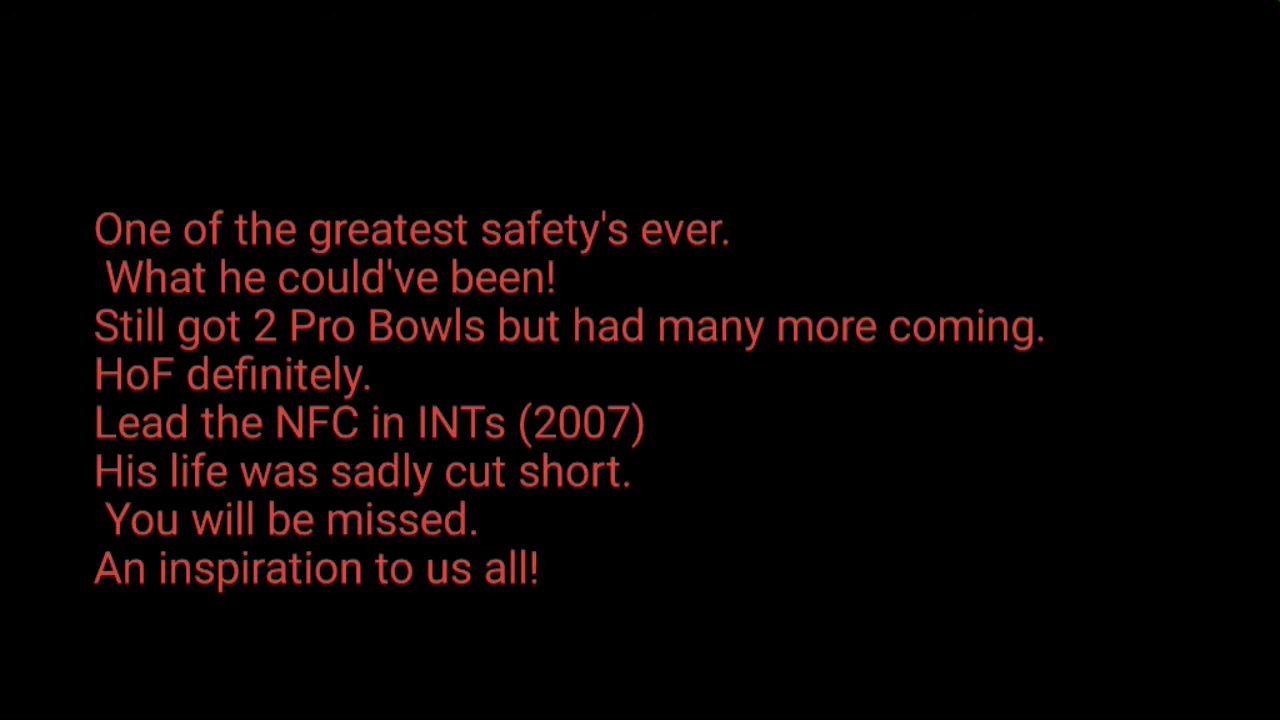 One of the greatest safety's ever.
What he could've been!
Still got 2 Pro Bowls but had many more coming.
HoF definitely.
Lead the NFC in INTs (2007)
His life was sadly cut short.
You will be missed.
An inspiration to us all!